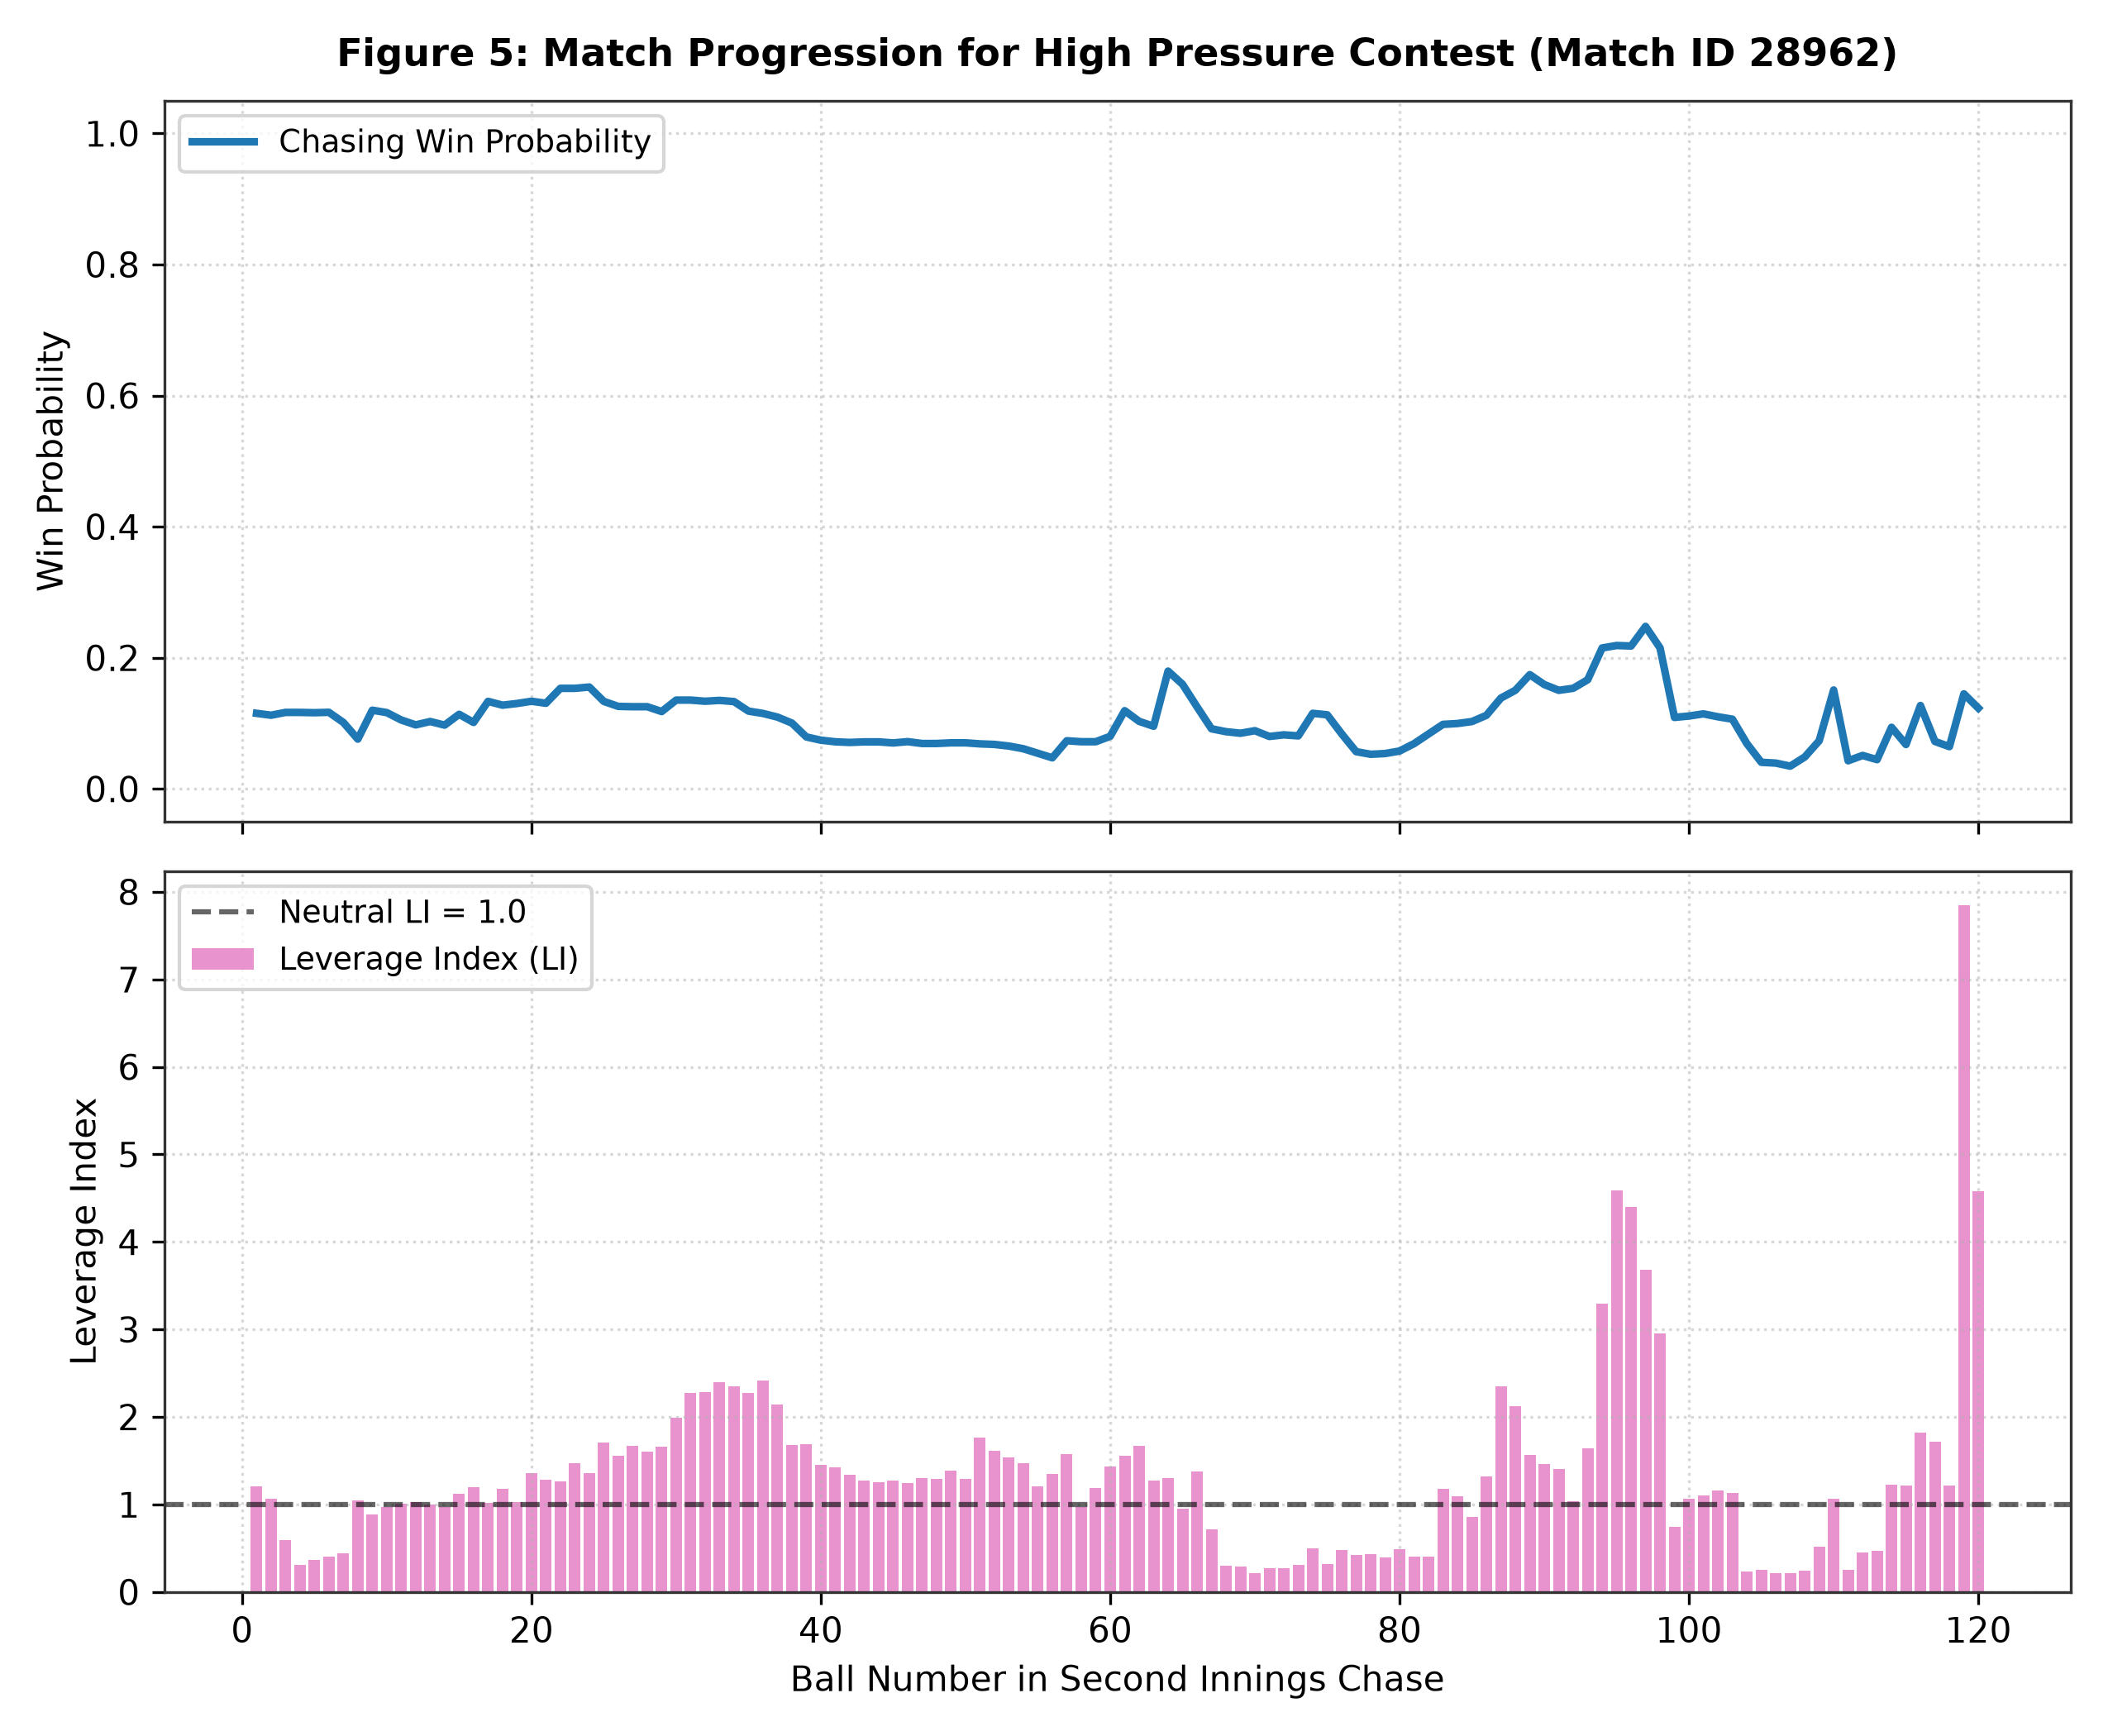 Figure 5: Match Progression for High Pressure Contest (Match ID 28962)
Chasing Win Probability
1.0
0.8
0.6
0.4
0.2
0.0
Win Probability
Neutral LI = 1.0
Leverage Index (LI)
8
7
6
5
4
3
2
1
0
Leverage Index
0 20 40 60 80 100 120
Ball Number in Second Innings Chase